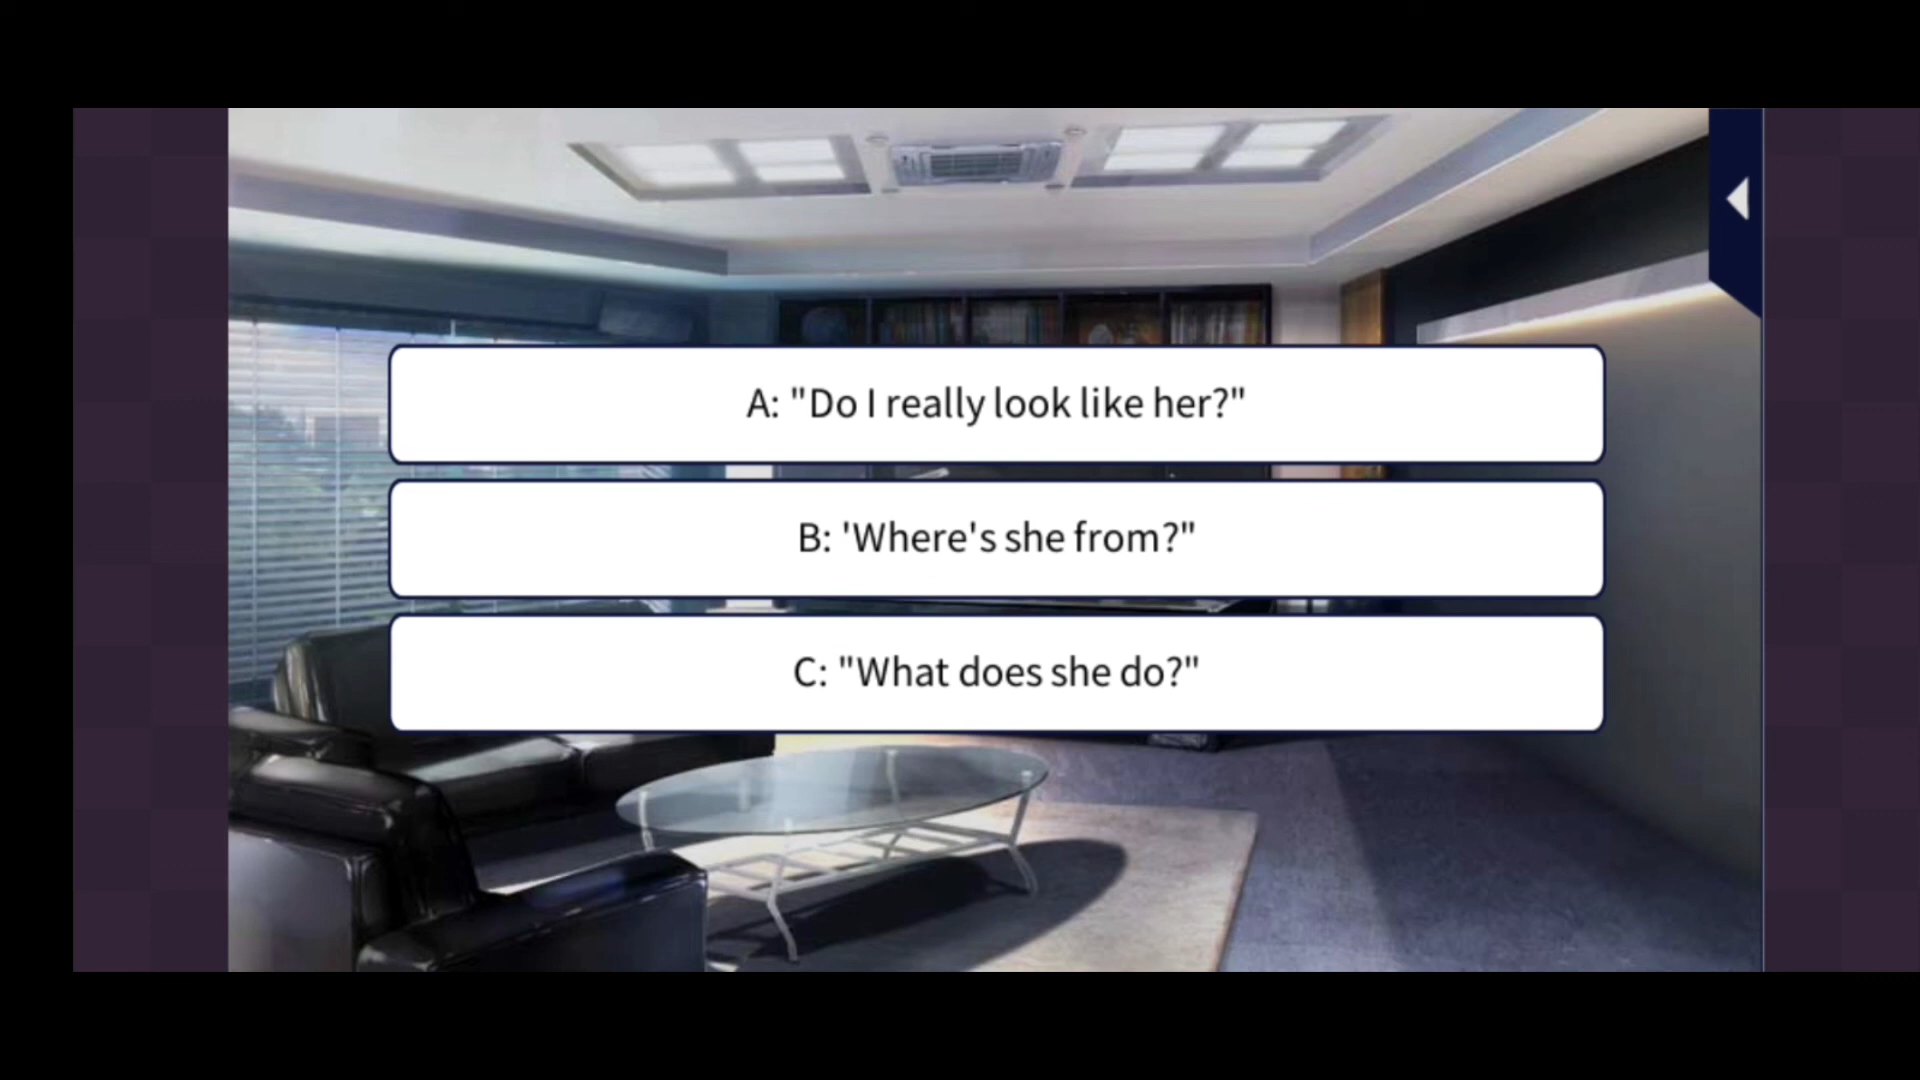 A: "Do I really look like her?"
B: 'Where's she from?"
C: "What does she do?"